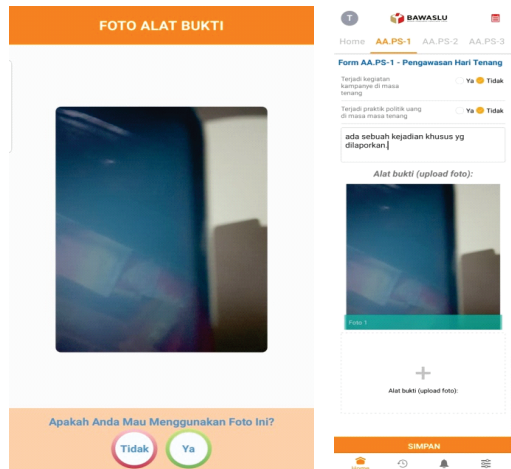 FOTO ALAT BUKTI
Apakah Anda Mau Menggunakan Foto Ini?
Tidak
Ya
T
BAWASLU
Home AA.PS-1 AA.PS-2 AA.PS-3
Form AA.PS-1 - Pengawasan Hari Tenang
Terjadi kegiatan
kampanye di masa
tenang
Ya Tidak
Terjadi praktik politik uang
di masa masa tenang
Ya Tidak
ada sebuah kejadian khusus yg
dilaporkan.
Alat bukti (upload foto):
Foto 1
Alat bukti (upload foto):
SIMPAN